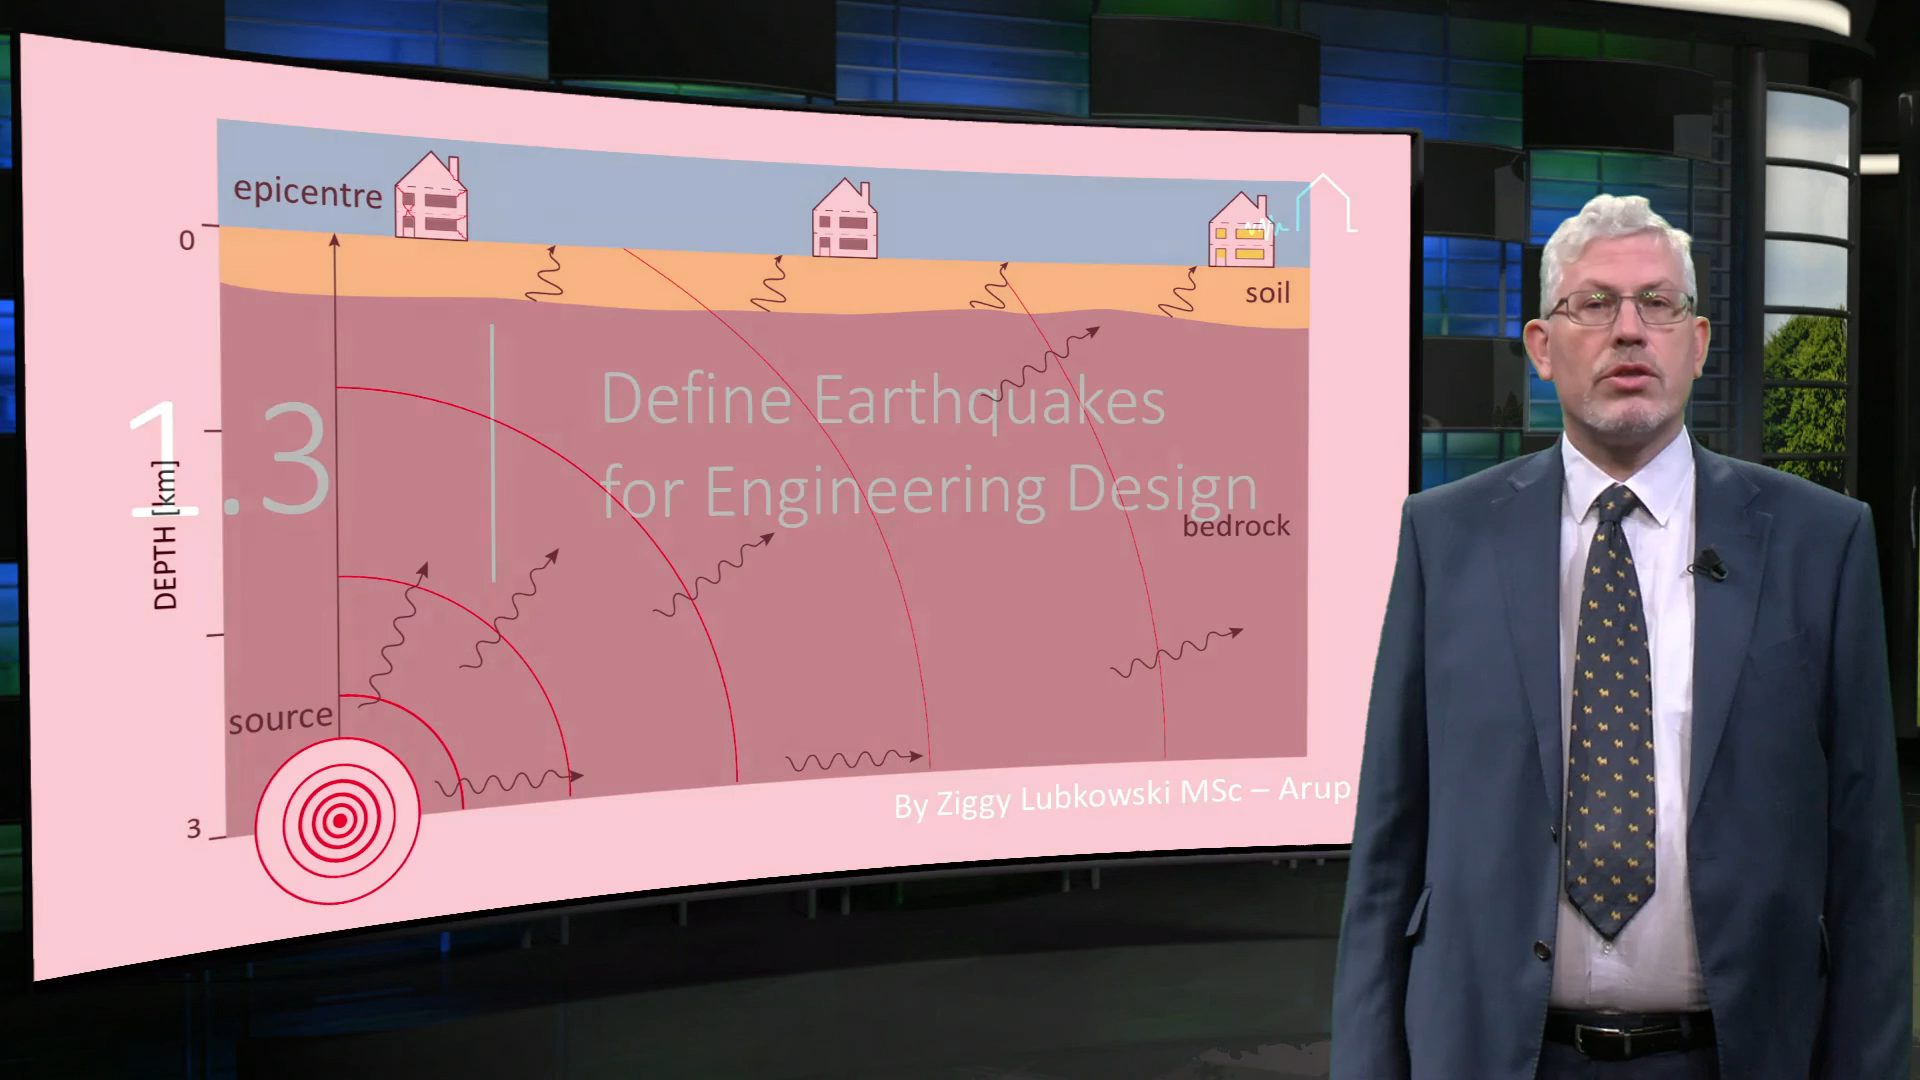 epicentre
0
soil
1.3
Define Earthquakes
for Engineering Design
DEPTH [km]
bedrock
source
By Ziggy Lubkowski MSc – Arup
3